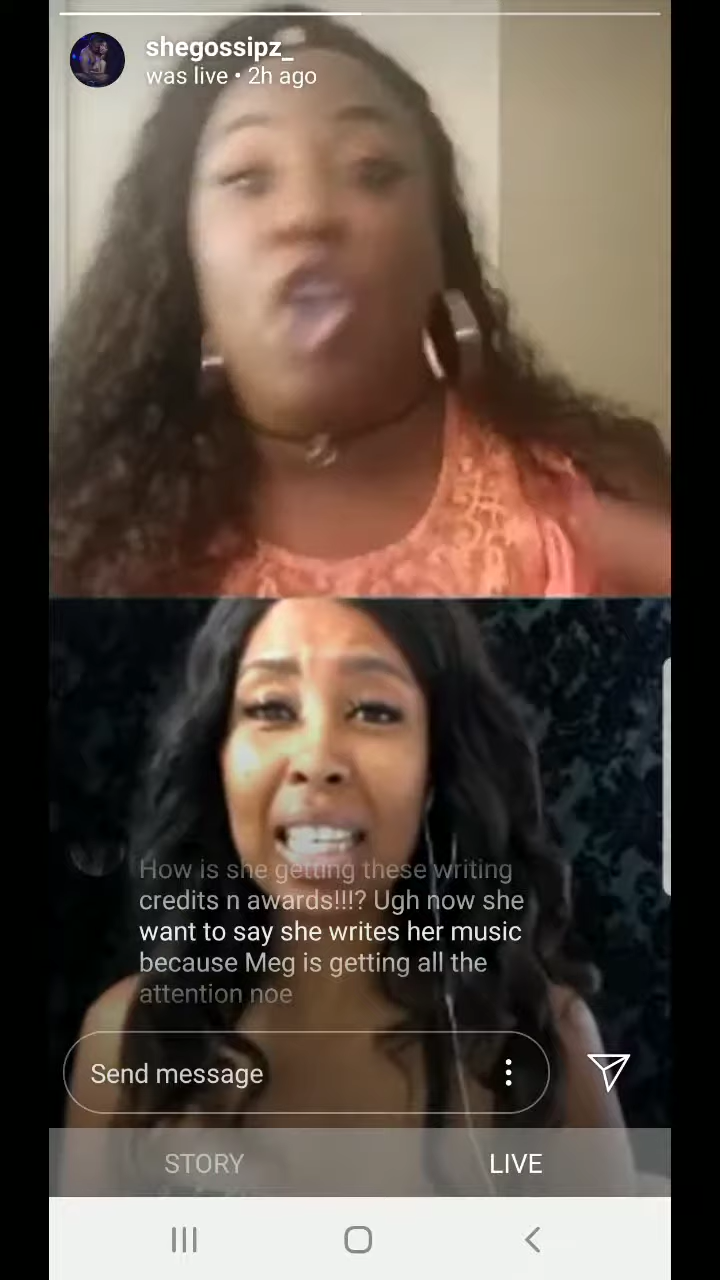 shegossipz_
was live • 2h ago
How is she getting these writing
credits n awards!!!? Ugh now she
want to say she writes her music
because Meg is getting all the
attention noe
Send message
STORY
LIVE